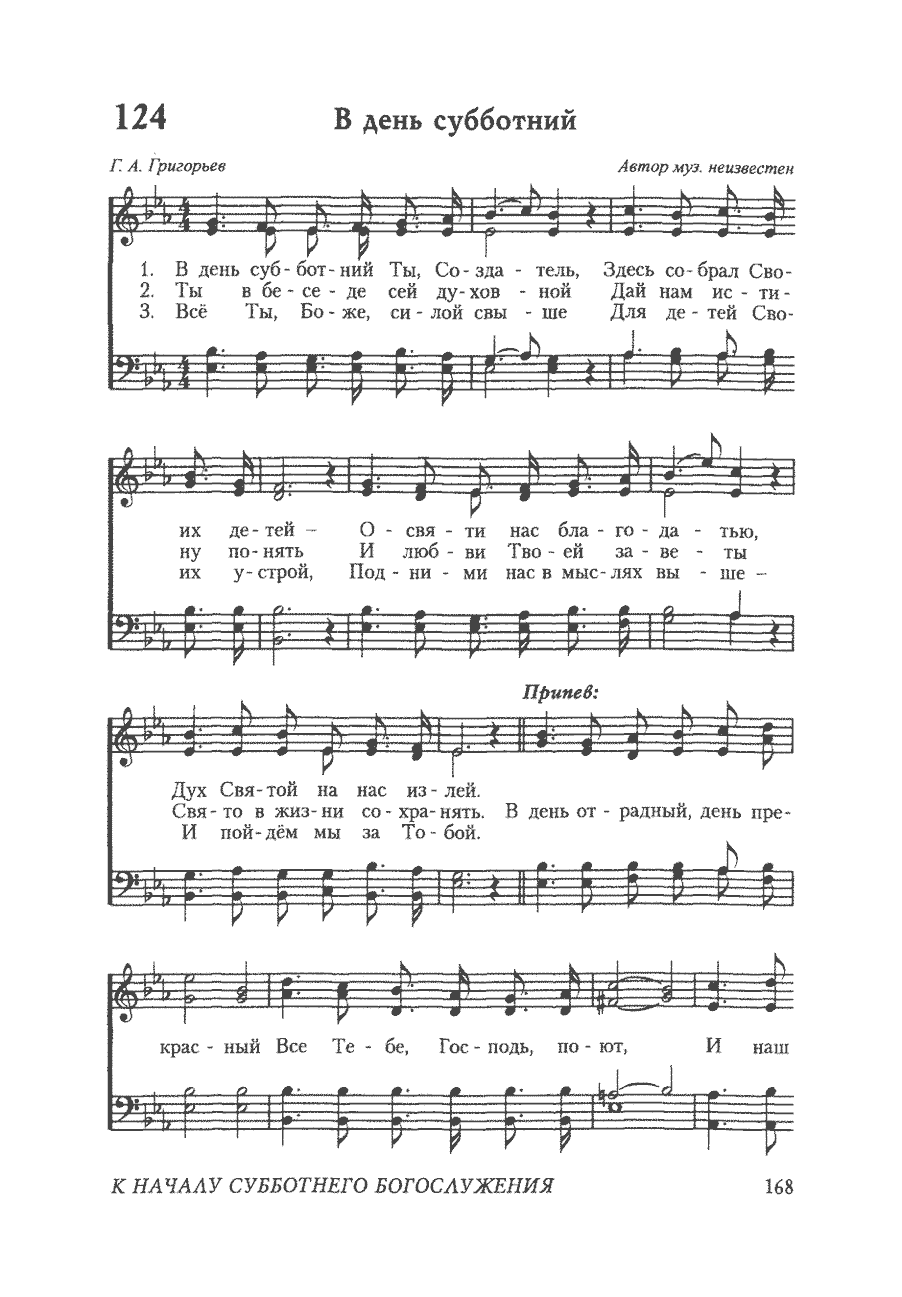 124
В день субботний
Г. А. Григорьев
Автор муз. неизвестен
4
4
1. В день суб - бот - ний Ты, Со - зда - тель, Здесь со - брал Сво-
2. Ты в бе - се - де сей ду - хов - ной Дай нам ис - ти -
3. Всё Ты, Бо - же, си - лой свы - ше Для де - тей Сво-
4
4
их де - тей – О - свя - ти нас бла - го - да - тью,
ну по - нять И люб - ви Тво - ей за - ве - ты
их у - строй, Под - ни - ми нас в мыс - лях вы - ше –
Припев:
Дух Свя - той на нас из - лей.
Свя - то в жиз - ни со - хра - нять. В день от - радный, день пре-
И пой - дём мы за То - бой.
крас - ный Все Те - бе, Гос - подь, по - ют, И наш
К НАЧАЛУ СУББОТНЕГО БОГОСЛУЖЕНИЯ
168